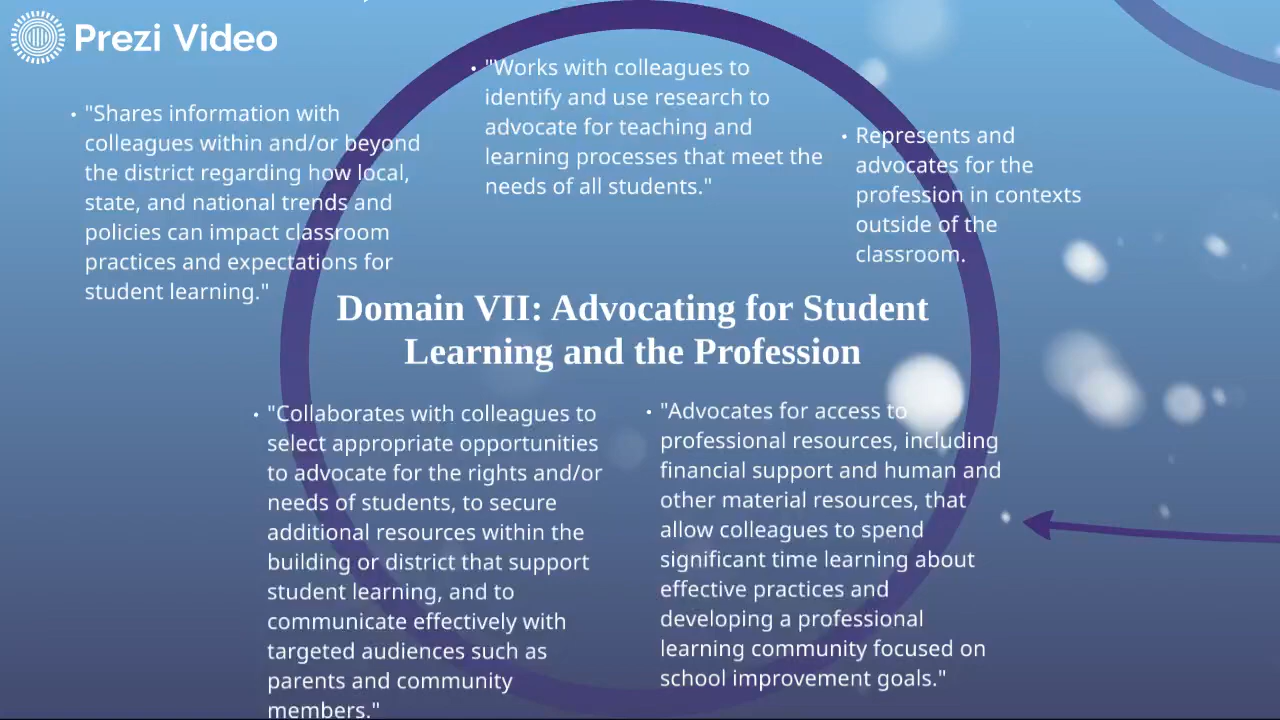 Prezi Video
• "Shares information with
colleagues within and/or beyond
the district regarding how local,
state, and national trends and
policies can impact classroom
practices and expectations for
student learning."
• "Works with colleagues to
identify and use research to
advocate for teaching and
learning processes that meet the
needs of all students."
• Represents and
advocates for the
profession in contexts
outside of the
classroom.
Domain VII: Advocating for Student
Learning and the Profession
• "Collaborates with colleagues to
select appropriate opportunities
to advocate for the rights and/or
needs of students, to secure
additional resources within the
building or district that support
student learning, and to
communicate effectively with
targeted audiences such as
parents and community
members."
• "Advocates for access to
professional resources, including
financial support and human and
other material resources, that
allow colleagues to spend
significant time learning about
effective practices and
developing a professional
learning community focused on
school improvement goals."